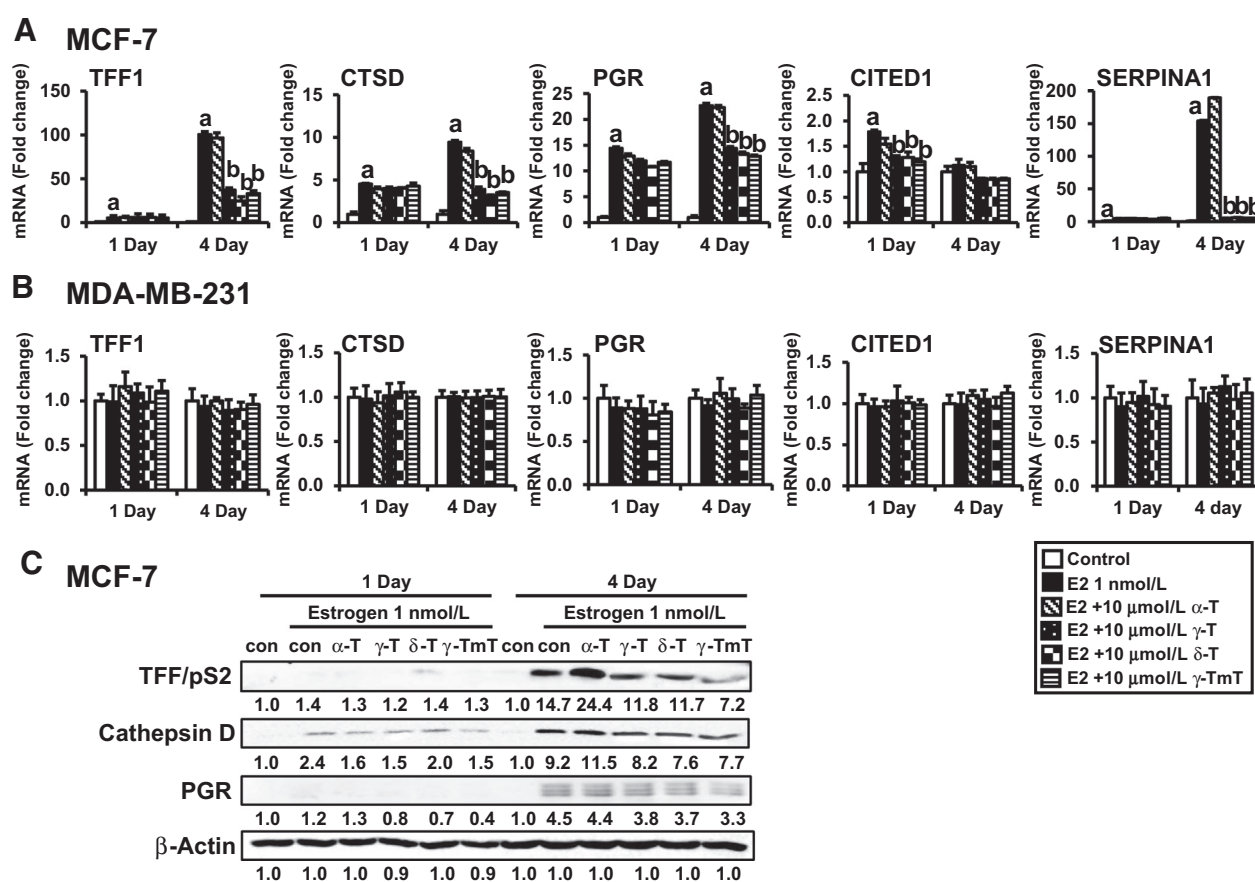 A MCF-7
TFF1 CTSD PGR CITED1 SERPINA1
mRNA (Fold change)
150
100
50
0
a
a
b
b
b
1 Day 4 Day
mRNA (Fold change)
15
10
5
0
a
a
b
b
b
1 Day 4 Day
mRNA (Fold change)
25
20
15
10
5
0
a
a
b
b
b
1 Day 4 Day
mRNA (Fold change)
2.5
2.0
1.5
1.0
0.5
0.0
a
b
b
b
1 Day 4 Day
mRNA (Fold change)
200
150
100
50
0
a
a
bbb
1 Day 4 Day
B MDA-MB-231
TFF1 CTSD PGR CITED1 SERPINA1
mRNA (Fold change)
1.5
1.0
0.5
0.0
1 Day 4 Day
mRNA (Fold change)
1.5
1.0
0.5
0.0
1 Day 4 Day
mRNA (Fold change)
1.5
1.0
0.5
0.0
1 Day 4 Day
mRNA (Fold change)
1.5
1.0
0.5
0.0
1 Day 4 Day
mRNA (Fold change)
1.5
1.0
0.5
0.0
1 Day 4 day
C MCF-7
1 Day 4 Day
Estrogen 1 nmol/L Estrogen 1 nmol/L
con con α-T γ-T δ-T γ-TmT con con α-T γ-T δ-T γ-TmT
TFF/pS2
1.0 1.4 1.3 1.2 1.4 1.3 1.0 14.7 24.4 11.8 11.7 7.2
Cathepsin D
1.0 2.4 1.6 1.5 2.0 1.5 1.0 9.2 11.5 8.2 7.6 7.7
PGR
1.0 1.2 1.3 0.8 0.7 0.4 1.0 4.5 4.4 3.8 3.7 3.3
β-Actin
1.0 1.0 1.0 0.9 1.0 0.9 1.0 1.0 1.0 1.0 1.0 1.0
Control
E2 1 nmol/L
E2 +10 μmol/L α-T
E2 +10 μmol/L γ-T
E2 +10 μmol/L δ-T
E2 +10 μmol/L γ-TmT